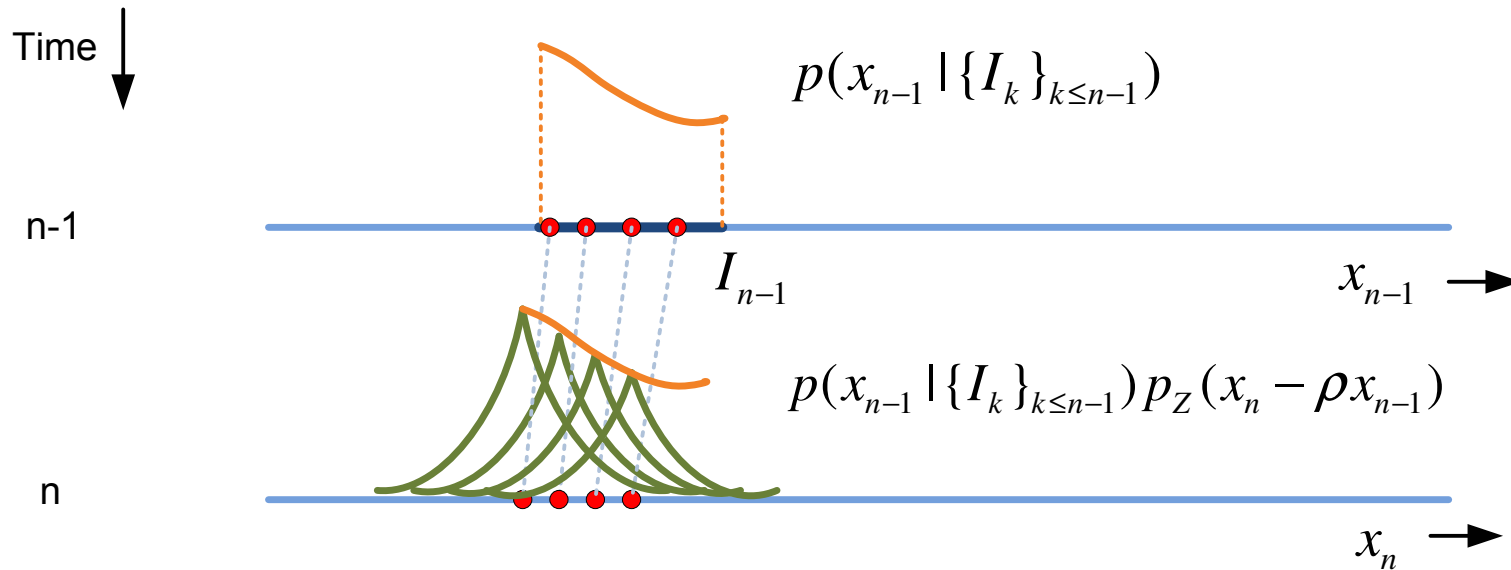 Time
p(x_{n-1} | {I_k}_{k≤n-1})
n-1
I_{n-1}
x_{n-1}
p(x_{n-1} | {I_k}_{k≤n-1}) p_Z (x_n − ρx_{n-1})
n
x_n